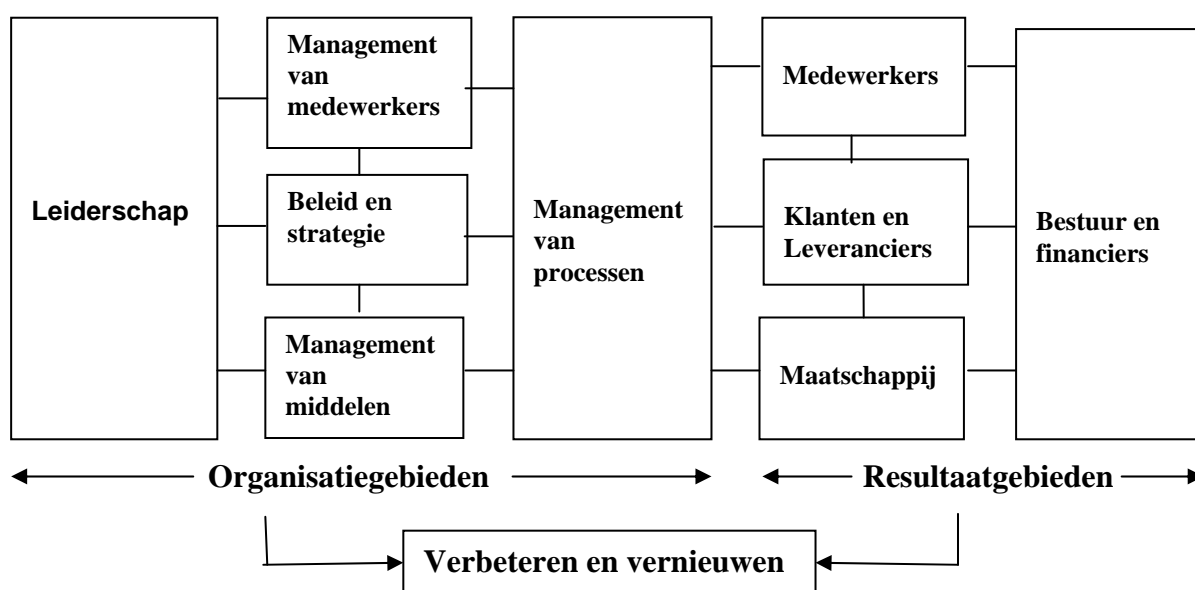 Leiderschap
Management
van
medewerkers
Beleid en
strategie
Management
van
middelen
Management
van
processen
Medewerkers
Klanten en
Leveranciers
Maatschappij
Bestuur en
financiers
Organisatiegebieden
Resultaatgebieden
Verbeteren en vernieuwen